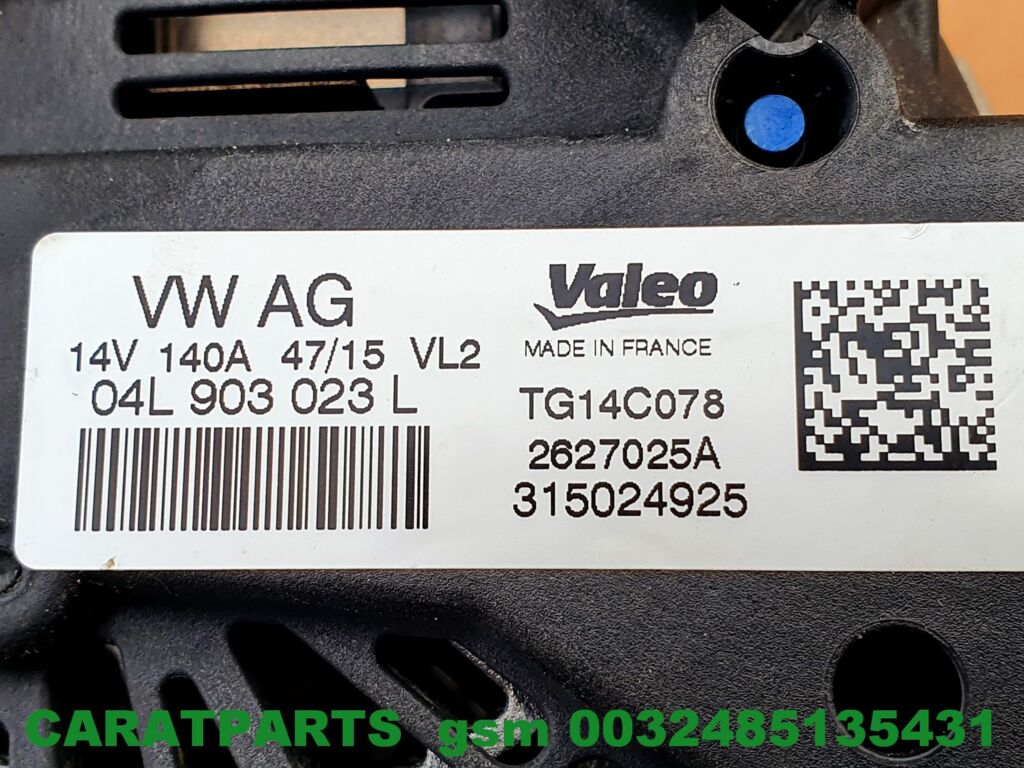 VW AG
14V 140A 47/15 VL2
04L 903 023 L
Valeo
MADE IN FRANCE
TG14C078
2627025A
315024925
CARATPARTS gsm 0032485135431